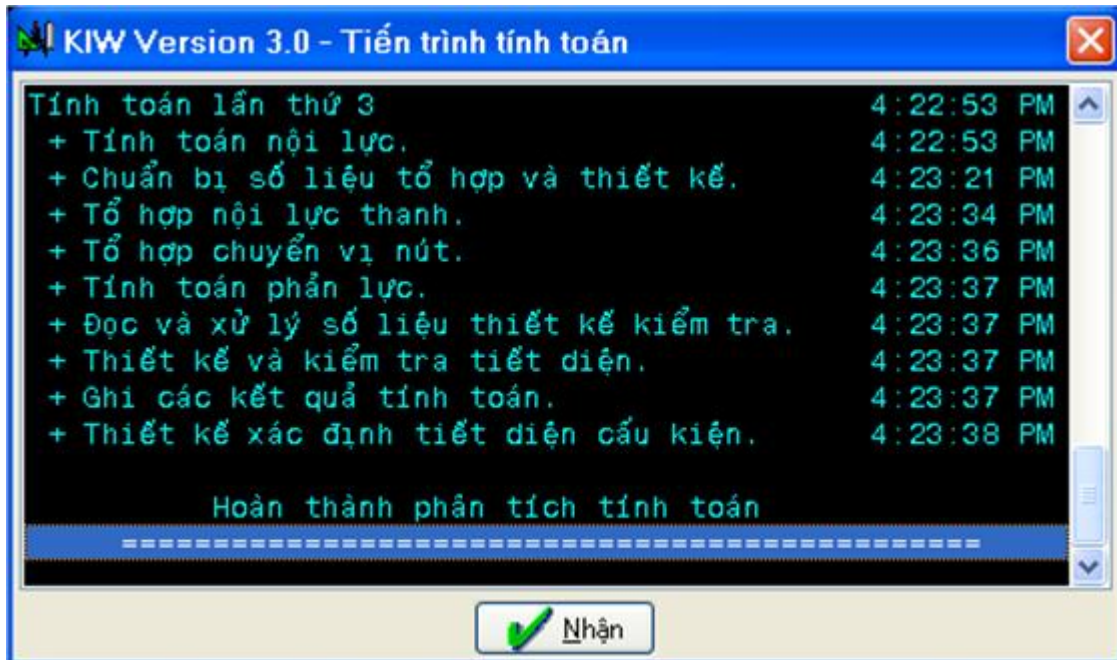 KIW Version 3.0 - Tiến trình tính toán
Tính toán lần thứ 3 4:22:53 PM
+ Tính toán nội lực. 4:22:53 PM
+ Chuẩn bị số liệu tổ hợp và thiết kế. 4:23:21 PM
+ Tổ hợp nội lực thanh. 4:23:34 PM
+ Tổ hợp chuyển vị nút. 4:23:36 PM
+ Tính toán phản lực. 4:23:37 PM
+ Đọc và xử lý số liệu thiết kế kiểm tra. 4:23:37 PM
+ Thiết kế và kiểm tra tiết diện. 4:23:37 PM
+ Ghi các kết quả tính toán. 4:23:37 PM
+ Thiết kế xác định tiết diện cấu kiện. 4:23:38 PM
Hoàn thành phân tích tính toán
===============================================
Nhận